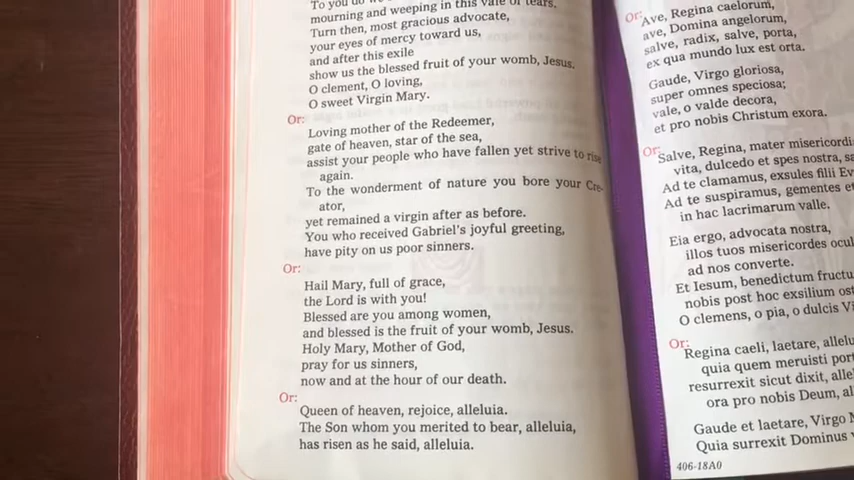 To you do we
mourning and weeping in this vale of tears.
Turn then, most gracious advocate,
your eyes of mercy toward us,
and after this exile
show us the blessed fruit of your womb, Jesus.
O clement, O loving,
O sweet Virgin Mary.
Or:
Loving mother of the Redeemer,
gate of heaven, star of the sea,
assist your people who have fallen yet strive to rise
again.
To the wonderment of nature you bore your Cre-
ator,
yet remained a virgin after as before.
You who received Gabriel's joyful greeting,
have pity on us poor sinners.
Or:
Hail Mary, full of grace,
the Lord is with you!
Blessed are you among women,
and blessed is the fruit of your womb, Jesus.
Holy Mary, Mother of God,
pray for us sinners,
now and at the hour of our death.
Or:
Queen of heaven, rejoice, alleluia.
The Son whom you merited to bear, alleluia,
has risen as he said, alleluia.
Or:
Ave, Regina caelorum,
ave, Domina angelorum,
salve, radix, salve, porta,
ex qua mundo lux est orta.
Gaude, Virgo gloriosa,
super omnes speciosa;
vale, o valde decora,
et pro nobis Christum exora.
Or:
Salve, Regina, mater misericordi
vita, dulcedo et spes nostra, s
Ad te clamamus, exsules filii Ev
Ad te suspiramus, gementes e
in hac lacrimarum valle.
Eia ergo, advocata nostra,
illos tuos misericordes ocul
ad nos converte.
Et Iesum, benedictum fructu
nobis post hoc exsilium ost
O clemens, o pia, o dulcis Vi
Or:
Regina caeli, laetare, allelu
quia quem meruisti port
resurrexit sicut dixit, alle
ora pro nobis Deum, al
Gaude et laetare, Virgo M
Quia surrexit Dominus v
406-18A0